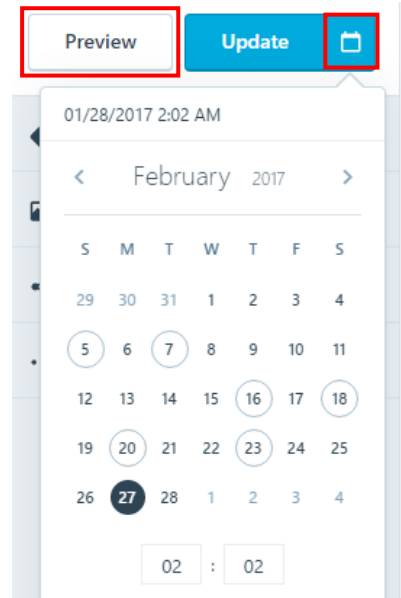 Preview Update
01/28/2017 2:02 AM
< February 2017 >
S M T W T F S
29 30 31 1 2 3 4
5 6 7 8 9 10 11
12 13 14 15 16 17 18
19 20 21 22 23 24 25
26 27 28 1 2 3 4
02 : 02